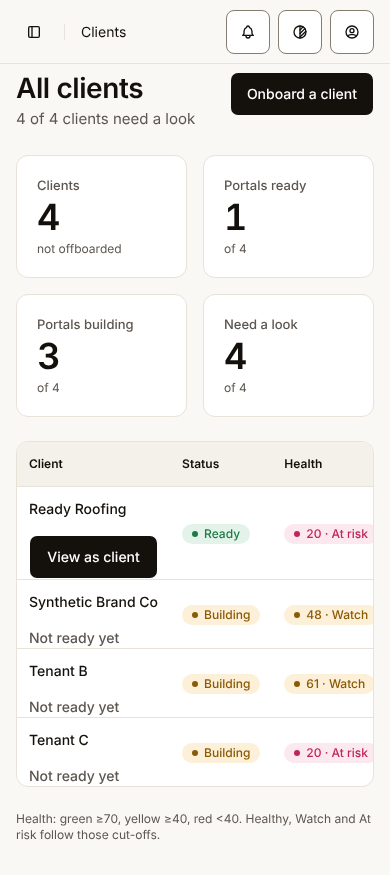 Clients
All clients
Onboard a client
4 of 4 clients need a look
Clients
4
not offboarded
Portals ready
1
of 4
Portals building
3
of 4
Need a look
4
of 4
Client Status Health
Ready Roofing
Ready 20 · At risk
View as client
Synthetic Brand Co
Building 48 · Watch
Not ready yet
Tenant B
Building 61 · Watch
Not ready yet
Tenant C
Building 20 · At risk
Not ready yet
Health: green ≥70, yellow ≥40, red <40. Healthy, Watch and At
risk follow those cut-offs.